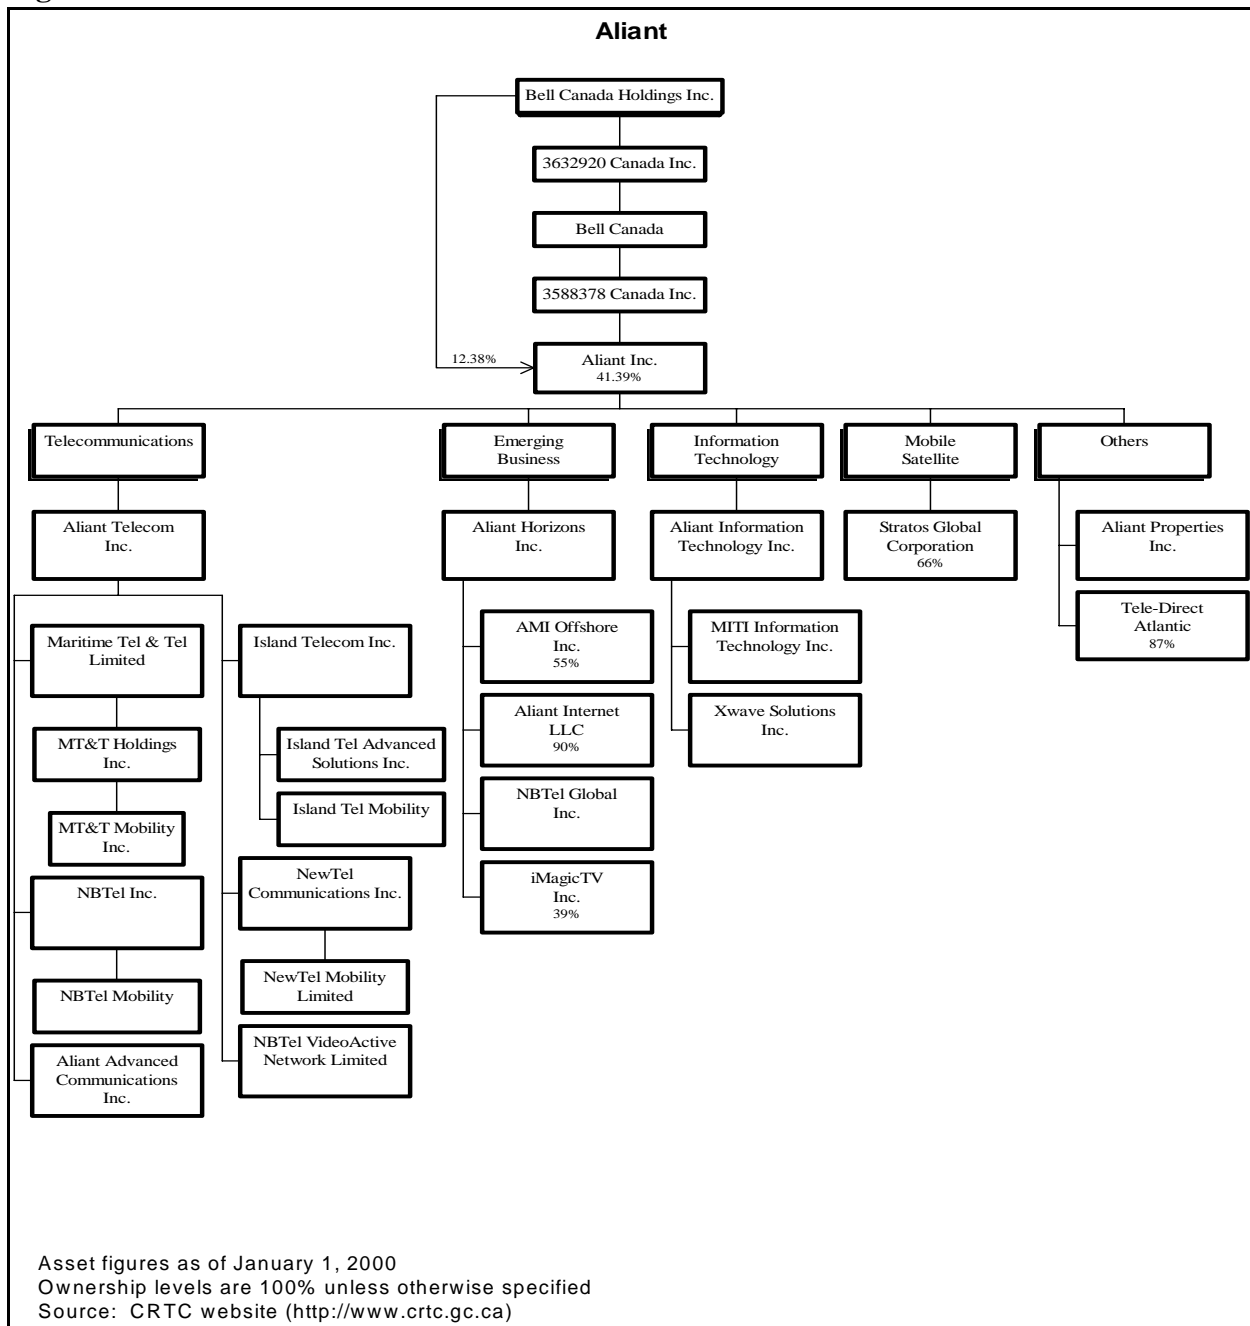 Aliant
Bell Canada Holdings Inc.
3632920 Canada Inc.
Bell Canada
3588378 Canada Inc.
12.38%
Aliant Inc.
41.39%
Telecommunications
Emerging
Business
Information
Technology
Mobile
Satellite
Others
Aliant Telecom
Inc.
Aliant Horizons
Inc.
Aliant Information
Technology Inc.
Stratos Global
Corporation
66%
Aliant Properties
Inc.
Tele-Direct
Atlantic
87%
Maritime Tel & Tel
Limited
MT&T Holdings
Inc.
MT&T Mobility
Inc.
NBTel Inc.
NBTel Mobility
Aliant Advanced
Communications
Inc.
Island Telecom Inc.
Island Tel Advanced
Solutions Inc.
Island Tel Mobility
NewTel
Communications Inc.
NewTel Mobility
Limited
NBTel VideoActive
Network Limited
AMI Offshore
Inc.
55%
Aliant Internet
LLC
90%
NBTel Global
Inc.
iMagicTV
Inc.
39%
MITI Information
Technology Inc.
Xwave Solutions
Inc.
Asset figures as of January 1, 2000
Ownership levels are 100% unless otherwise specified
Source: CRTC website (http://www.crtc.gc.ca)